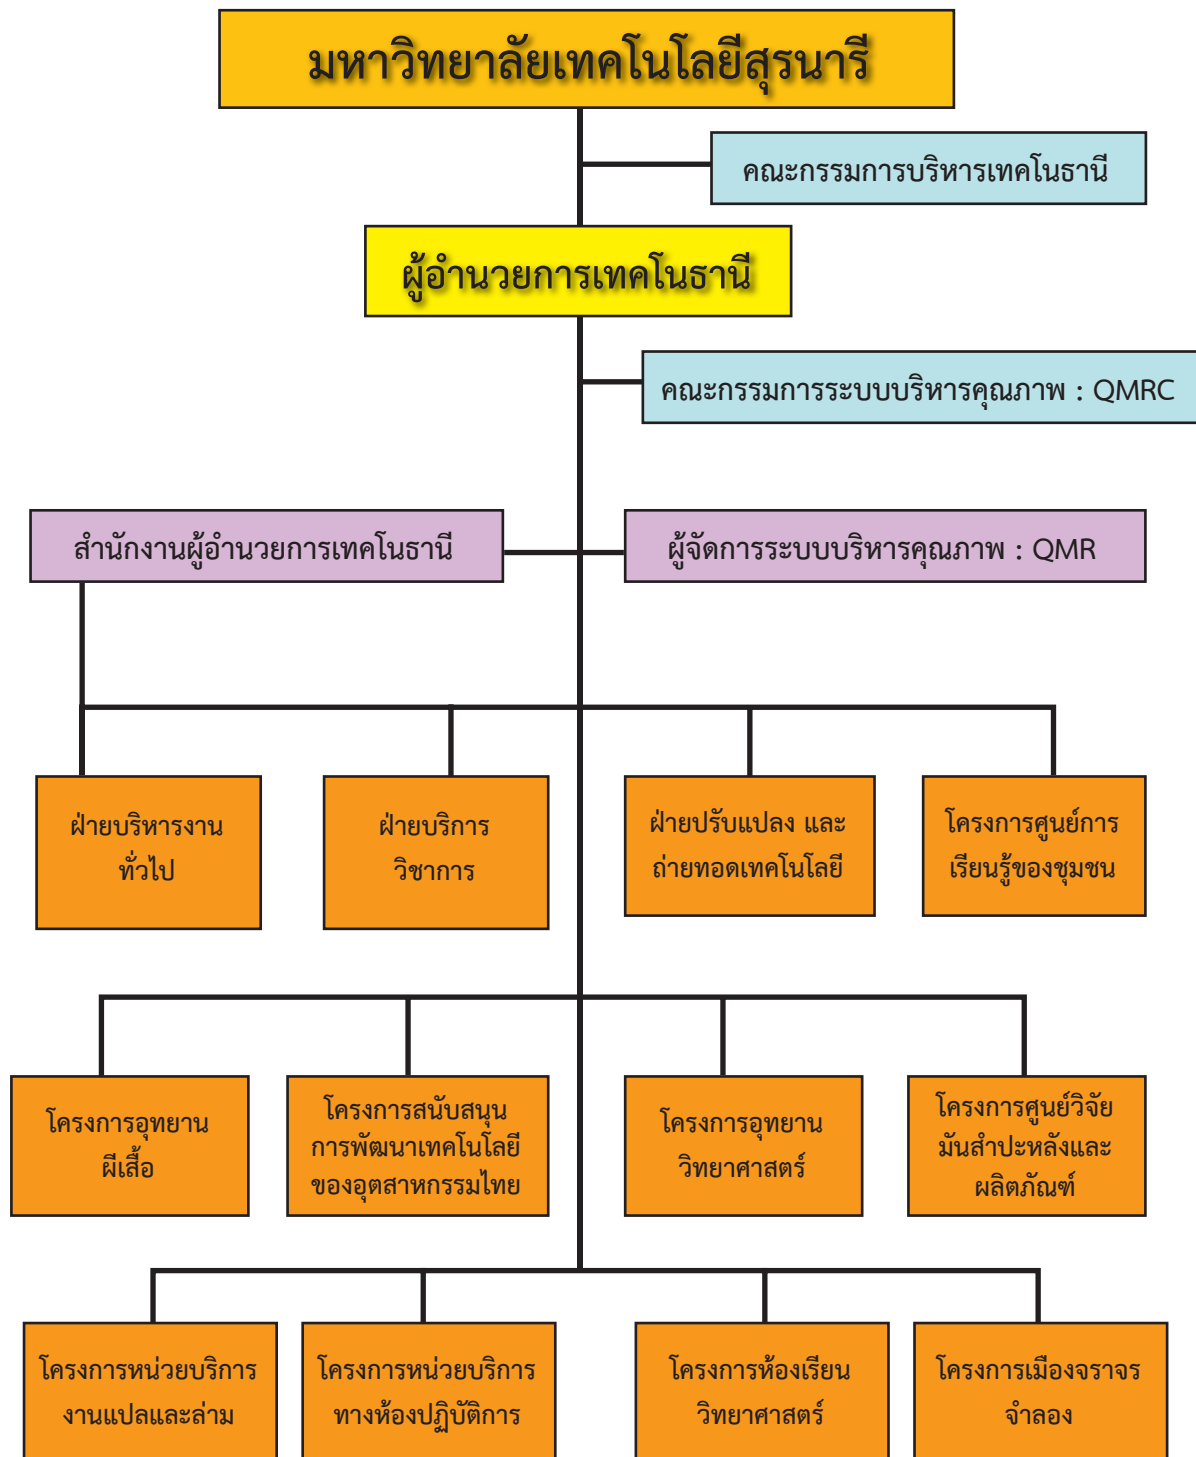 มหาวิทยาลัยเทคโนโลยีสุรนารี
คณะกรรมการบริหารเทคโนธานี
ผู้อำนวยการเทคโนธานี
คณะกรรมการระบบบริหารคุณภาพ : QMRC
สำนักงานผู้อำนวยการเทคโนธานี
ผู้จัดการระบบบริหารคุณภาพ : QMR
ฝ่ายบริหารงาน
ทั่วไป
ฝ่ายบริการ
วิชาการ
ฝ่ายปรับแปลง และ
ถ่ายทอดเทคโนโลยี
โครงการศูนย์การ
เรียนรู้ของชุมชน
โครงการอุทยาน
ผีเสื้อ
โครงการสนับสนุน
การพัฒนาเทคโนโลยี
ของอุตสาหกรรมไทย
โครงการอุทยาน
วิทยาศาสตร์
โครงการศูนย์วิจัย
มันสำปะหลังและ
ผลิตภัณฑ์
โครงการหน่วยบริการ
งานแปลและล่าม
โครงการหน่วยบริการ
ทางห้องปฏิบัติการ
โครงการห้องเรียน
วิทยาศาสตร์
โครงการเมืองจราจร
จำลอง